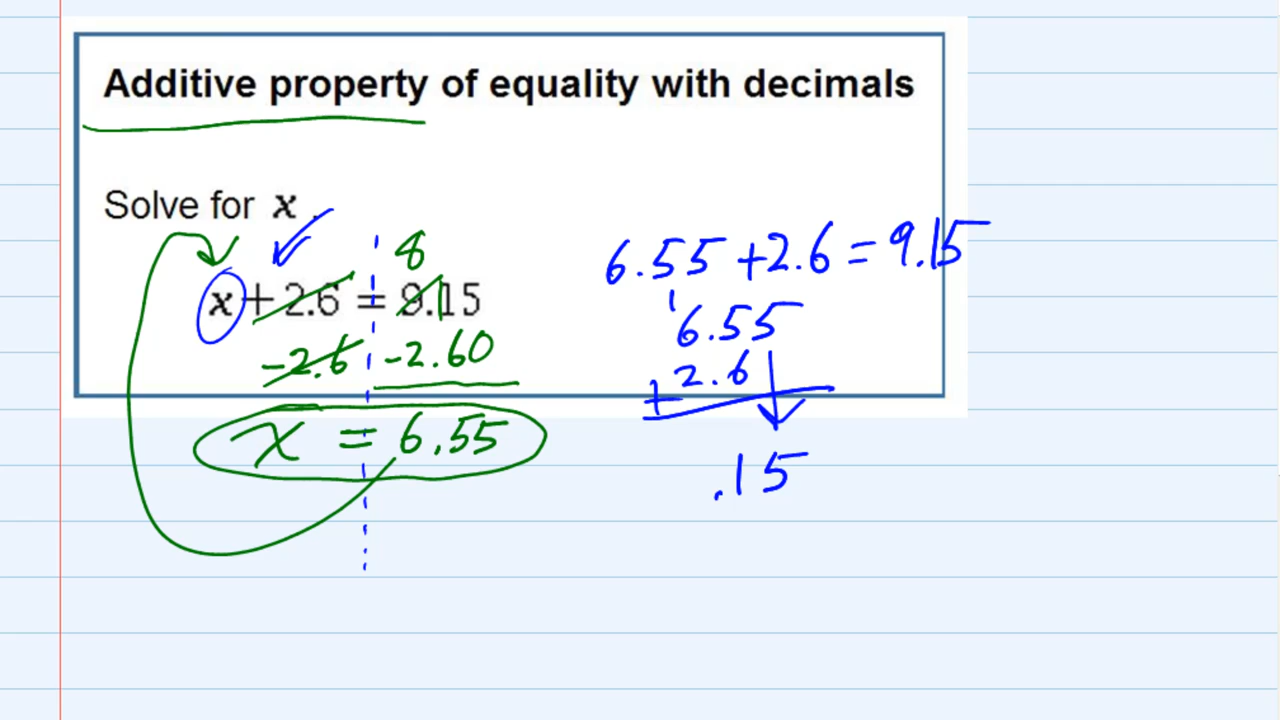 Additive property of equality with decimals
Solve for x.
8
x + 2.6 = 9.15
-2.6 -2.60
x = 6.55
6.55 + 2.6 = 9.15
1
6.55
+ 2.6
.15